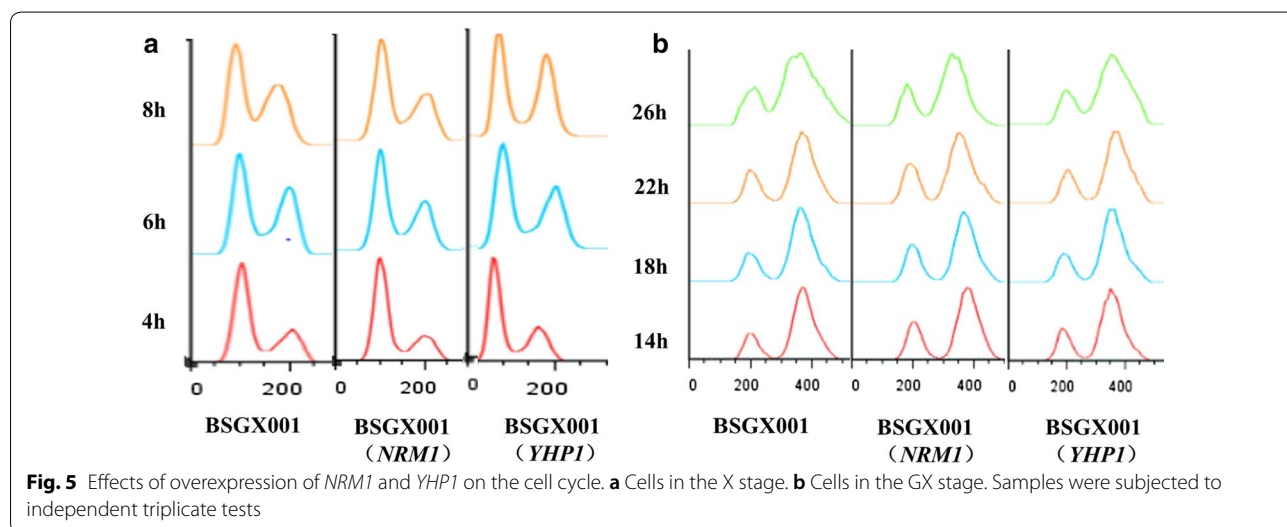 a
b
8h
6h
4h
26h
22h
18h
14h
0 200 0 200 0 200
0 200 400 0 200 400 0 200 400
BSGX001 BSGX001 BSGX001 BSGX001 BSGX001 BSGX001
（NRM1） （YHP1） （NRM1） （YHP1）
Fig. 5 Effects of overexpression of NRM1 and YHP1 on the cell cycle. a Cells in the X stage. b Cells in the GX stage. Samples were subjected to
independent triplicate tests